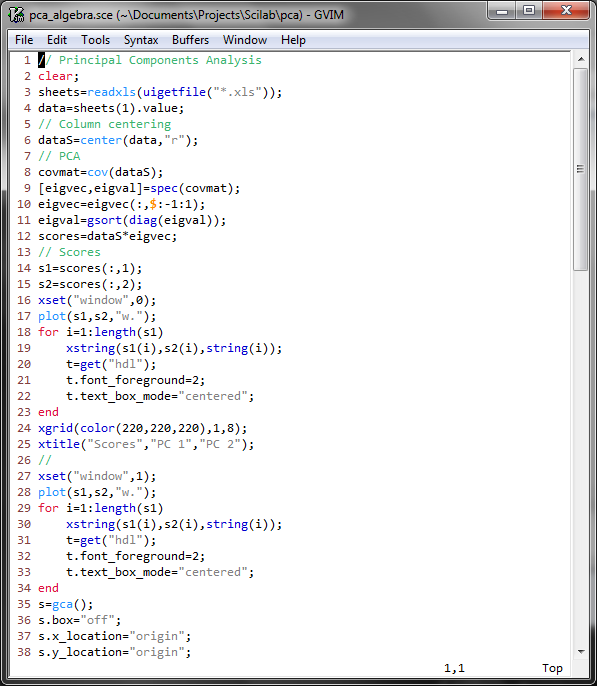 pca_algebra.sce (~\Documents\Projects\Scilab\pca) - GVIM
File Edit Tools Syntax Buffers Window Help
1 // Principal Components Analysis
2 clear;
3 sheets=readxls(uigetfile("*.xls"));
4 data=sheets(1).value;
5 // Column centering
6 dataS=center(data,"r");
7 // PCA
8 covmat=cov(dataS);
9 [eigvec,eigval]=spec(covmat);
10 eigvec=eigvec(:,$:-1:1);
11 eigval=gsort(diag(eigval));
12 scores=dataS*eigvec;
13 // Scores
14 s1=scores(:,1);
15 s2=scores(:,2);
16 xset("window",0);
17 plot(s1,s2,"w.");
18 for i=1:length(s1)
19     xstring(s1(i),s2(i),string(i));
20     t=get("hdl");
21     t.font_foreground=2;
22     t.text_box_mode="centered";
23 end
24 xgrid(color(220,220,220),1,8);
25 xtitle("Scores","PC 1","PC 2");
26 //
27 xset("window",1);
28 plot(s1,s2,"w.");
29 for i=1:length(s1)
30     xstring(s1(i),s2(i),string(i));
31     t=get("hdl");
32     t.font_foreground=2;
33     t.text_box_mode="centered";
34 end
35 s=gca();
36 s.box="off";
37 s.x_location="origin";
38 s.y_location="origin";
1,1 Top